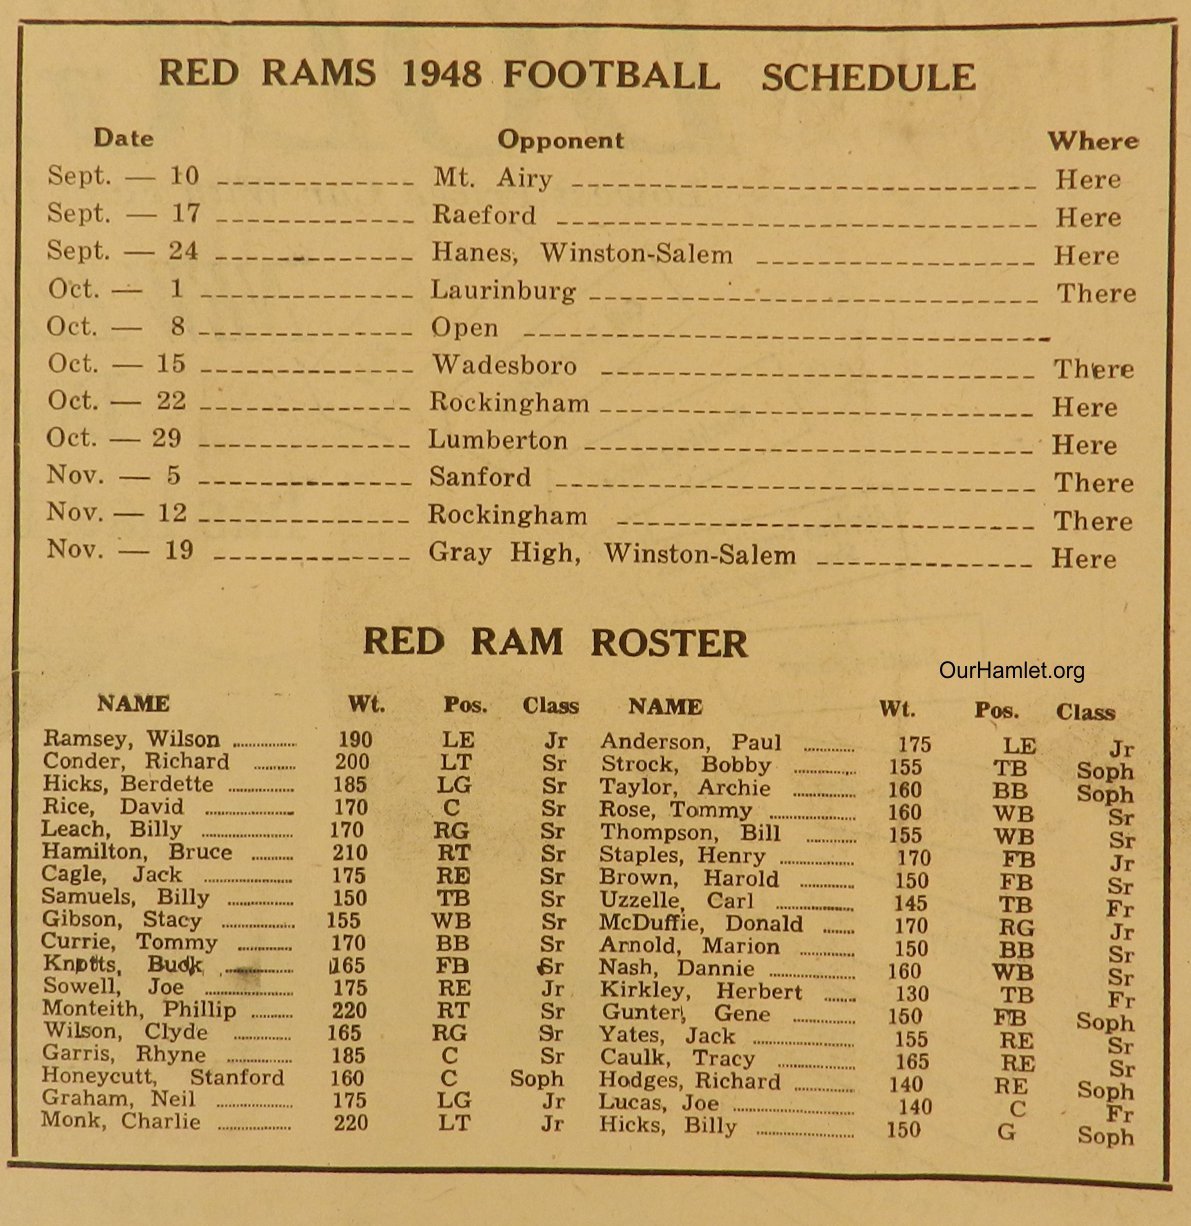 RED RAMS 1948 FOOTBALL SCHEDULE
Date Opponent Where
Sept. — 10 Mt. Airy Here
Sept. — 17 Raeford Here
Sept. — 24 Hanes, Winston-Salem Here
Oct. — 1 Laurinburg There
Oct. — 8 Open
Oct. — 15 Wadesboro There
Oct. — 22 Rockingham Here
Oct. — 29 Lumberton Here
Nov. — 5 Sanford There
Nov. — 12 Rockingham There
Nov. — 19 Gray High, Winston-Salem Here
RED RAM ROSTER
OurHamlet.org
NAME Wt. Pos. Class NAME Wt. Pos. Class
Ramsey, Wilson 190 LE Jr Anderson, Paul 175 LE Jr
Conder, Richard 200 LT Sr Strock, Bobby 155 TB Soph
Hicks, Berdette 185 LG Sr Taylor, Archie 160 BB Soph
Rice, David 170 C Sr Rose, Tommy 160 WB Sr
Leach, Billy 170 RG Sr Thompson, Bill 155 WB Sr
Hamilton, Bruce 210 RT Sr Staples, Henry 170 FB Jr
Cagle, Jack 175 RE Sr Brown, Harold 150 FB Sr
Samuels, Billy 150 TB Sr Uzzelle, Carl 145 TB Fr
Gibson, Stacy 155 WB Sr McDuffie, Donald 170 RG Jr
Currie, Tommy 170 BB Sr Arnold, Marion 150 BB Sr
Knotts, Buck 165 FB Sr Nash, Dannie 160 WB Sr
Sowell, Joe 175 RE Jr Kirkley, Herbert 130 TB Fr
Monteith, Phillip 220 RT Sr Gunter, Gene 150 FB Soph
Wilson, Clyde 165 RG Sr Yates, Jack 155 RE Sr
Garris, Rhyne 185 C Sr Caulk, Tracy 165 RE Sr
Honeycutt, Stanford 160 C Soph Hodges, Richard 140 RE Soph
Graham, Neil 175 LG Jr Lucas, Joe 140 C Fr
Monk, Charlie 220 LT Jr Hicks, Billy 150 G Soph